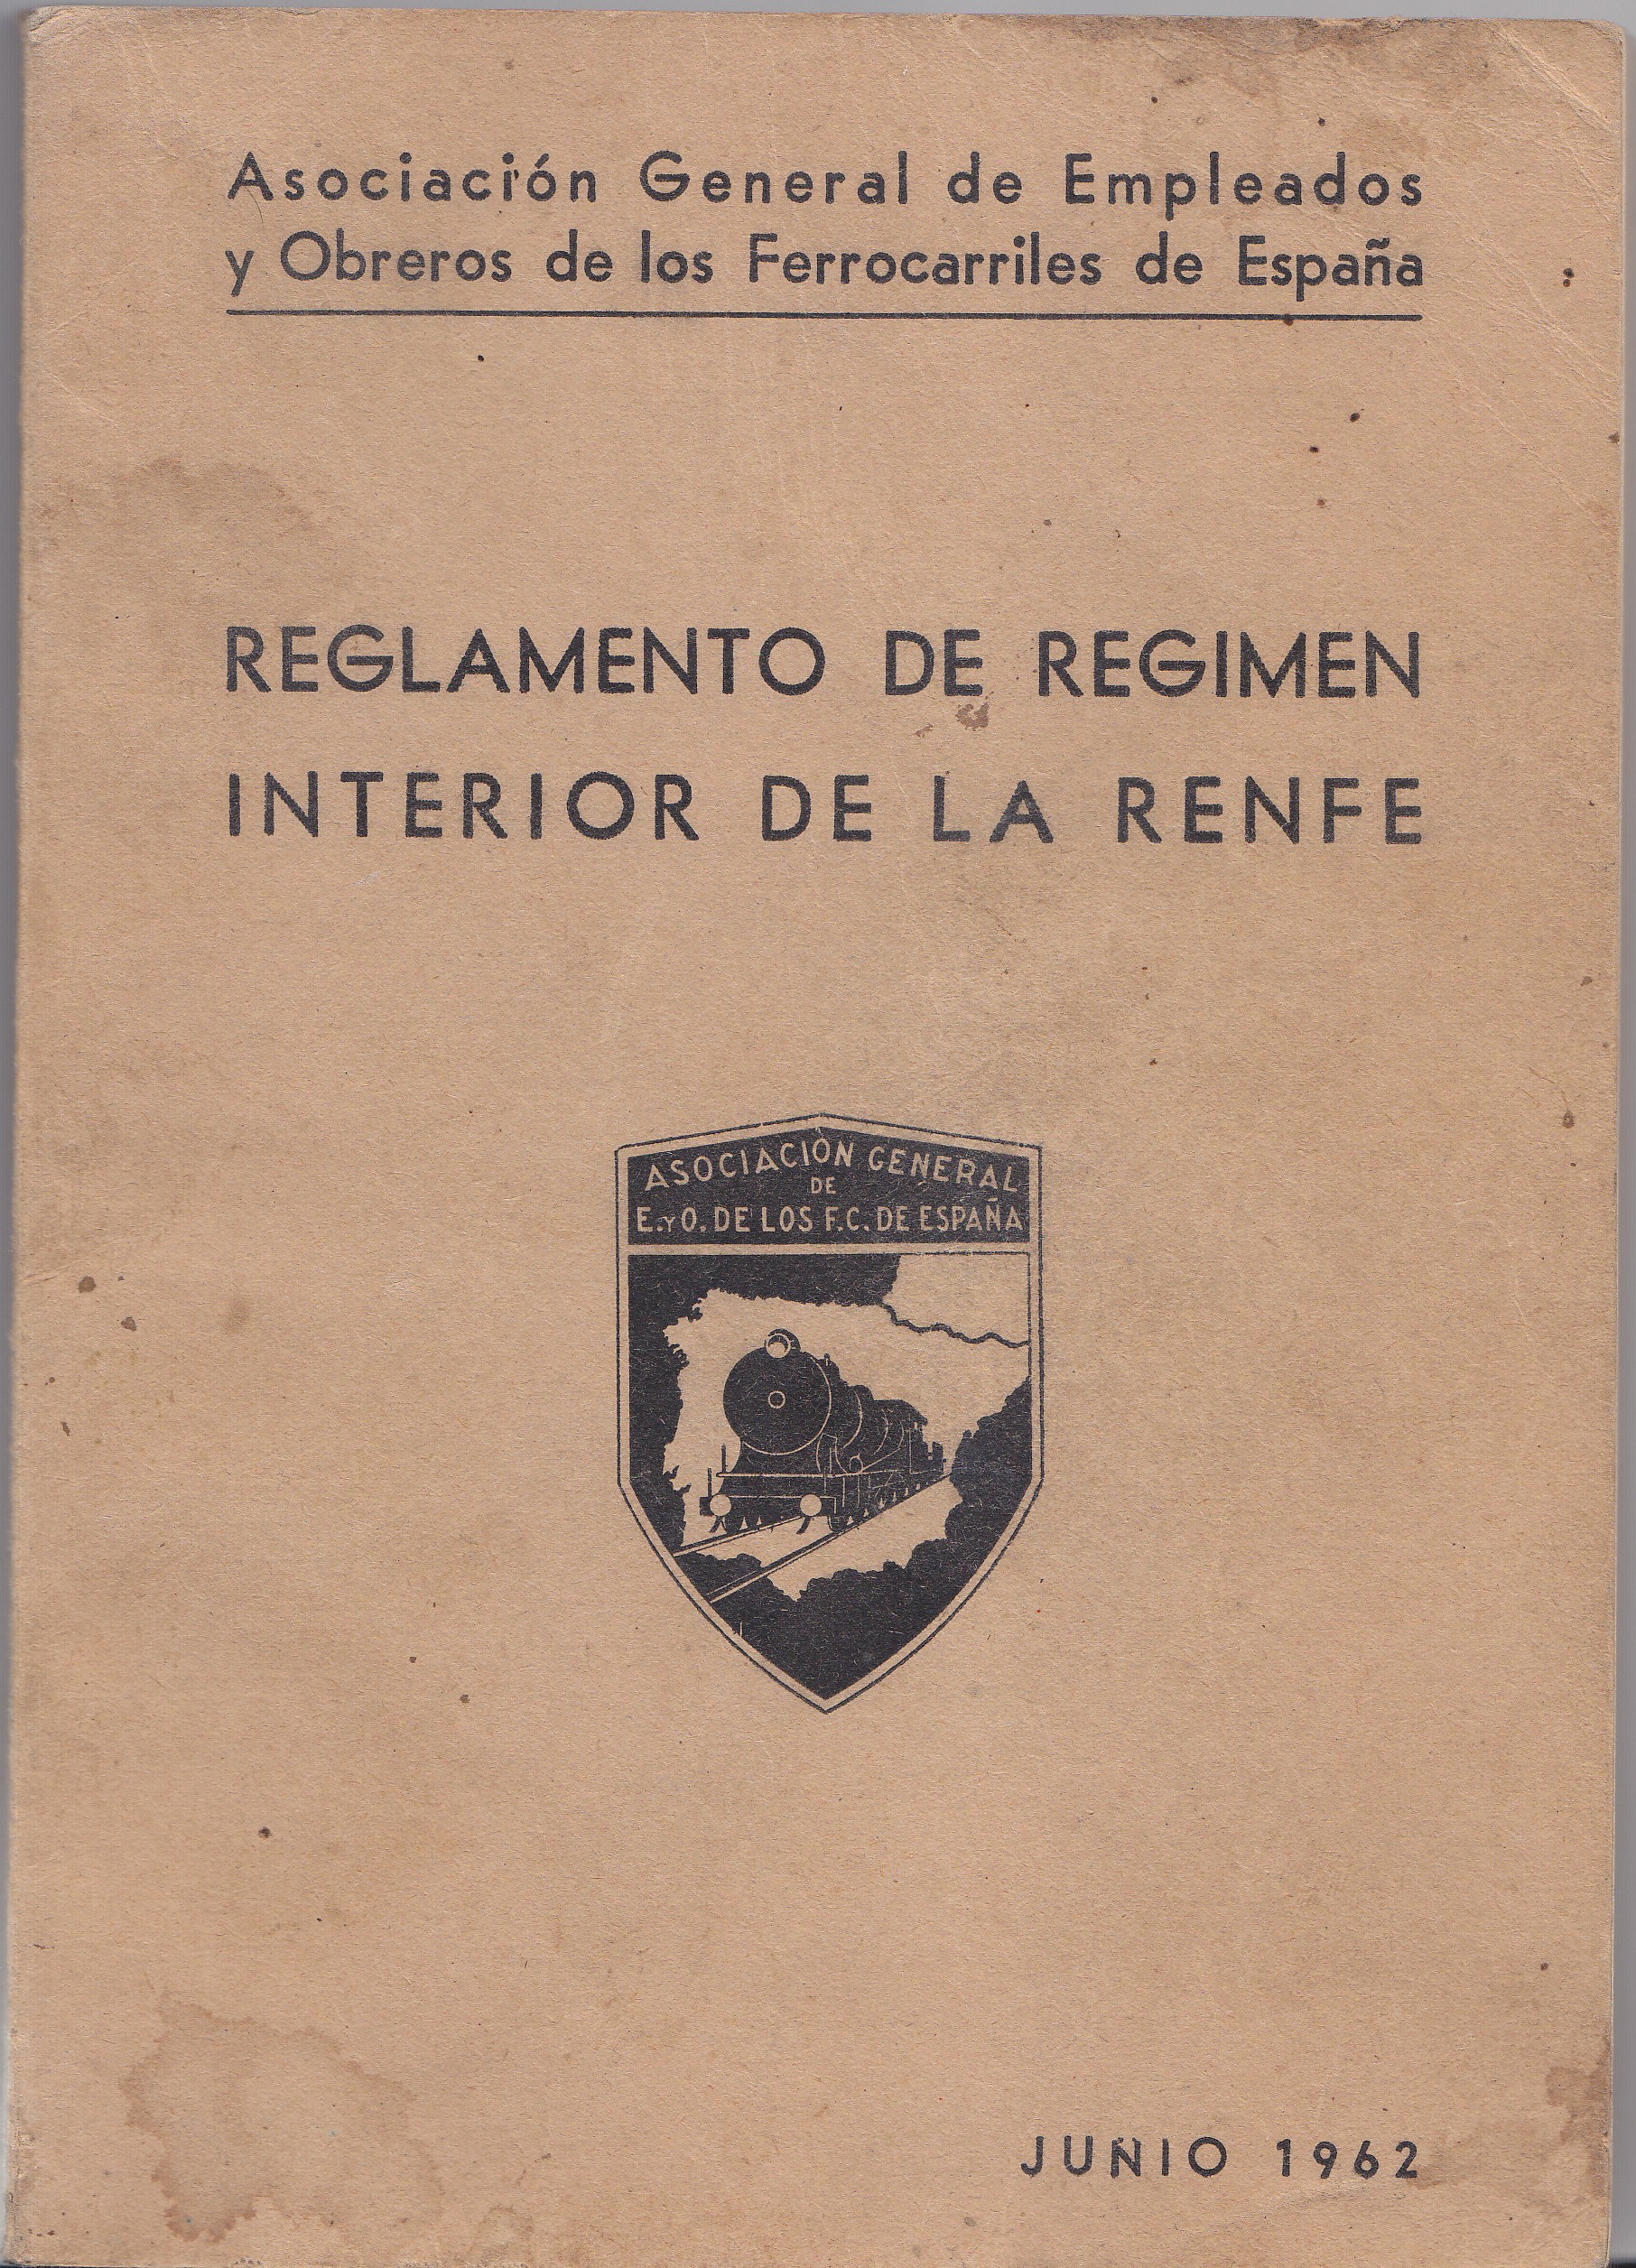 Asociación General de Empleados
y Obreros de los Ferrocarriles de España
REGLAMENTO DE REGIMEN
INTERIOR DE LA RENFE
ASOCIACIÓN GENERAL
DE
E. Y O. DE LOS F.C. DE ESPAÑA
JUNIO 1962